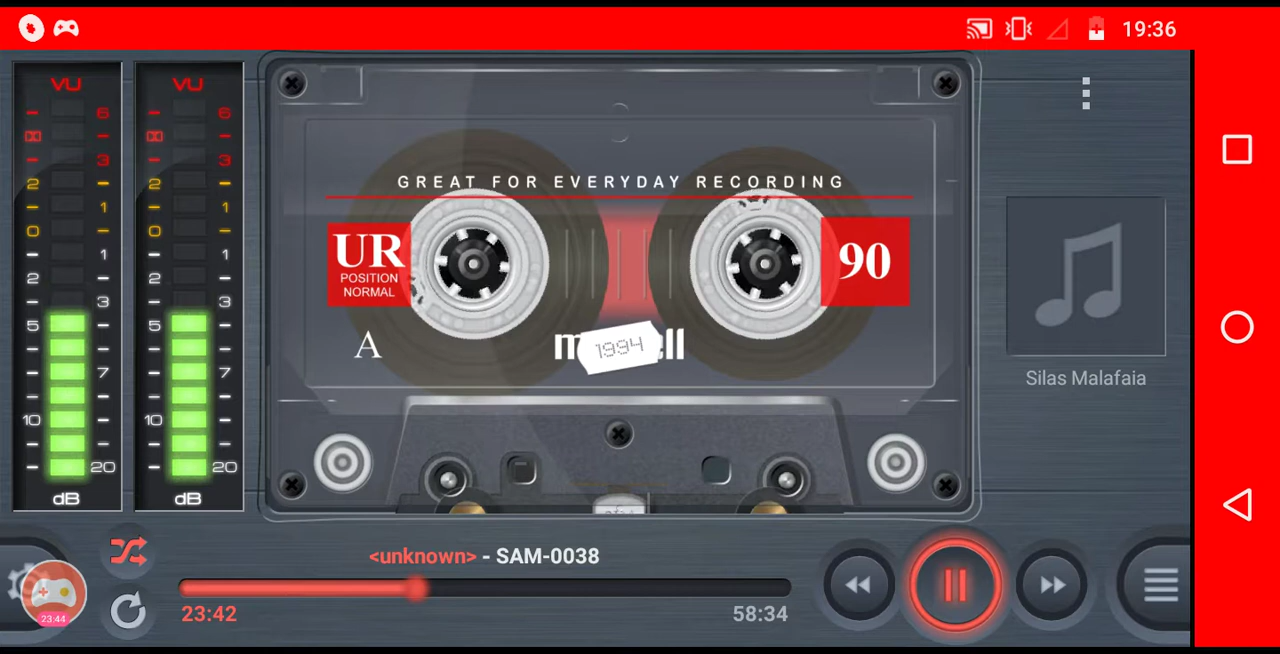 19:36
VU
VU
6
3
2
1
0
1
2
3
5
7
10
20
dB
6
3
2
1
0
1
2
3
5
7
10
20
dB
GREAT FOR EVERYDAY RECORDING
UR
POSITION
NORMAL
90
A
1994
Silas Malafaia
<unknown> - SAM-0038
23:42
58:34
23:44